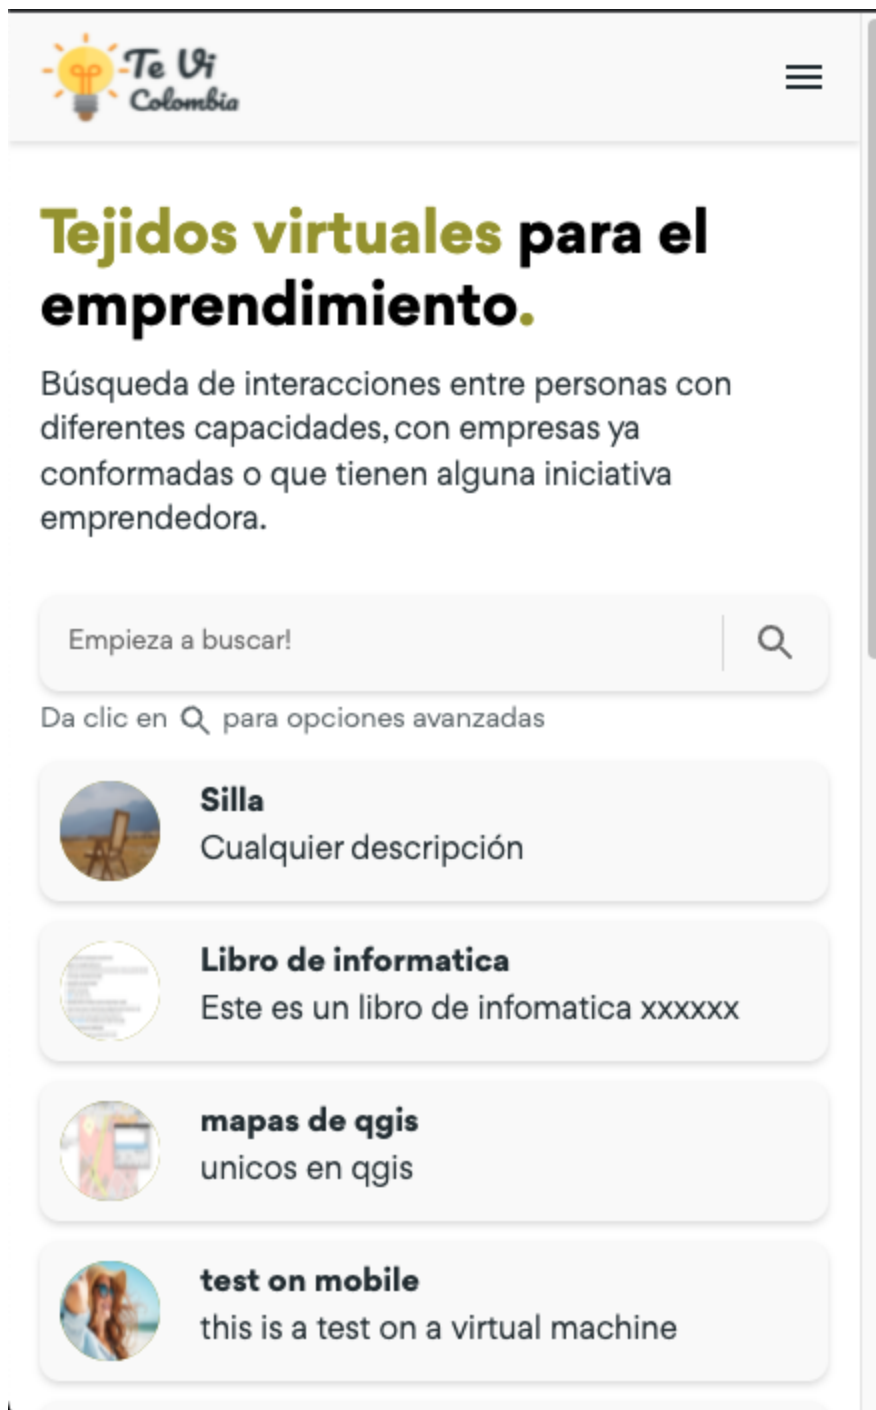 Te Vi
Colombia
Tejidos virtuales para el
emprendimiento.
Búsqueda de interacciones entre personas con
diferentes capacidades, con empresas ya
conformadas o que tienen alguna iniciativa
emprendedora.
Empieza a buscar!
Da clic en para opciones avanzadas
Silla
Cualquier descripción
Libro de informatica
Este es un libro de infomatica xxxxxx
mapas de qgis
unicos en qgis
test on mobile
this is a test on a virtual machine